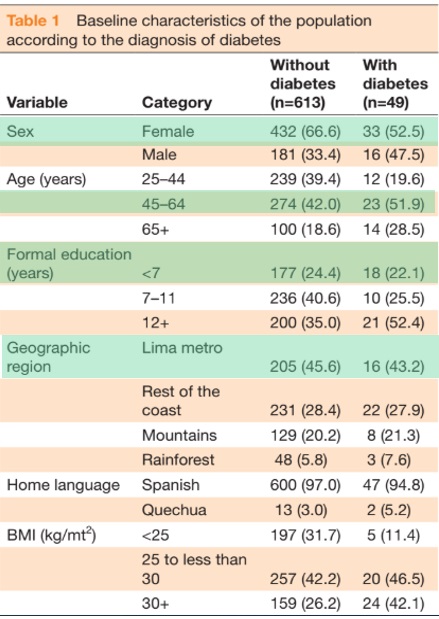 Table 1 Baseline characteristics of the population
according to the diagnosis of diabetes
Variable Category Without diabetes (n=613) With diabetes (n=49)
Sex Female 432 (66.6) 33 (52.5)
Male 181 (33.4) 16 (47.5)
Age (years) 25–44 239 (39.4) 12 (19.6)
45–64 274 (42.0) 23 (51.9)
65+ 100 (18.6) 14 (28.5)
Formal education (years) <7 177 (24.4) 18 (22.1)
7–11 236 (40.6) 10 (25.5)
12+ 200 (35.0) 21 (52.4)
Geographic region Lima metro 205 (45.6) 16 (43.2)
Rest of the coast 231 (28.4) 22 (27.9)
Mountains 129 (20.2) 8 (21.3)
Rainforest 48 (5.8) 3 (7.6)
Home language Spanish 600 (97.0) 47 (94.8)
Quechua 13 (3.0) 2 (5.2)
BMI (kg/mt²) <25 197 (31.7) 5 (11.4)
25 to less than 30 257 (42.2) 20 (46.5)
30+ 159 (26.2) 24 (42.1)